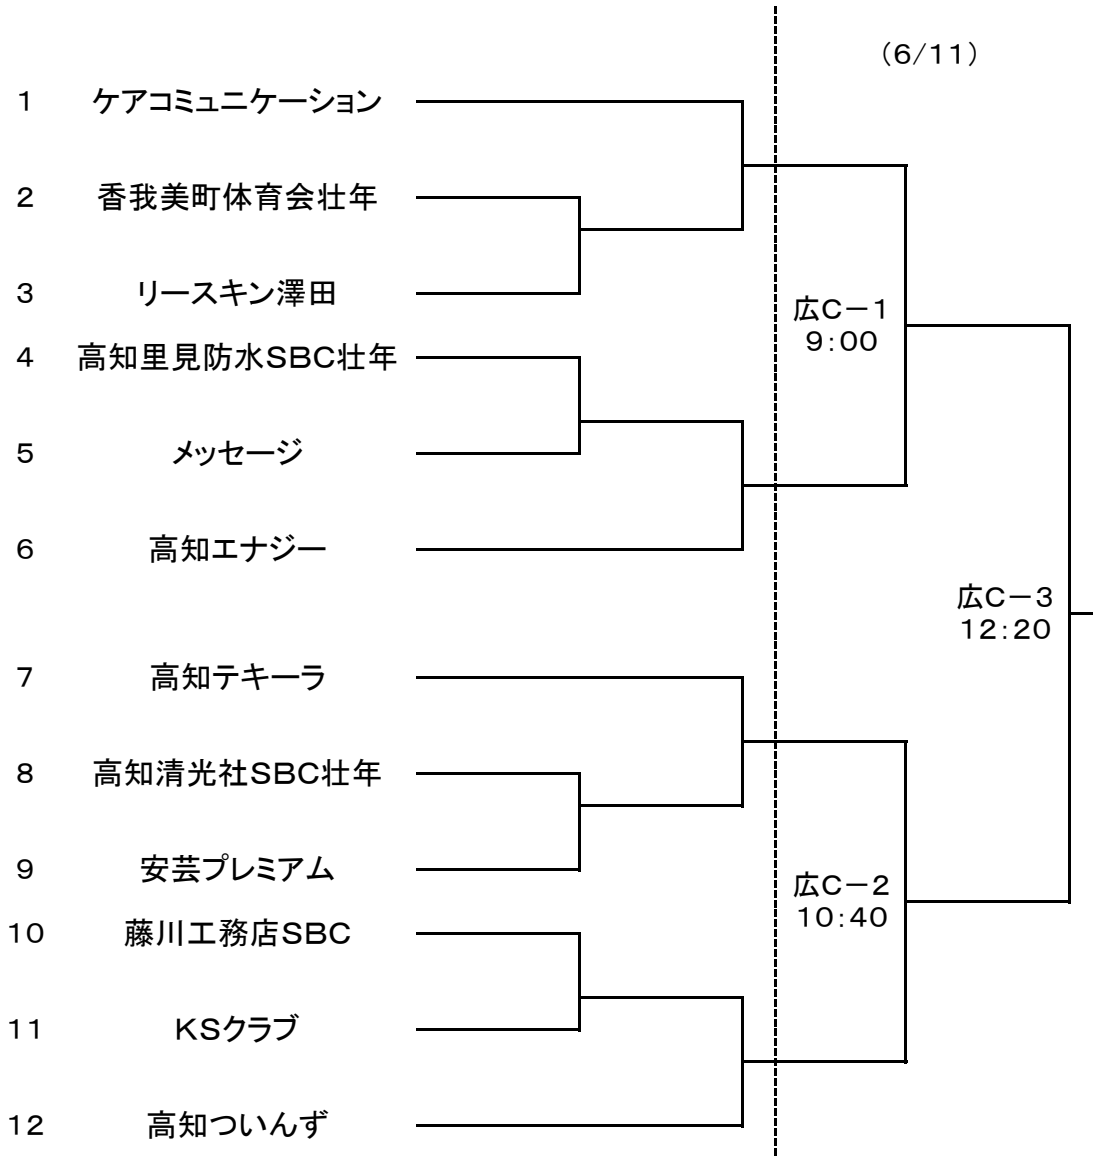 （6/11）
1 ケアコミュニケーション
2 香我美町体育会壮年
3 リースキン澤田
広C－1
9：00
4 高知里見防水SBC壮年
5 メッセージ
6 高知エナジー
広C－3
12：20
7 高知テキーラ
8 高知清光社SBC壮年
9 安芸プレミアム
広C－2
10：40
10 藤川工務店SBC
11 KSクラブ
12 高知ついんず